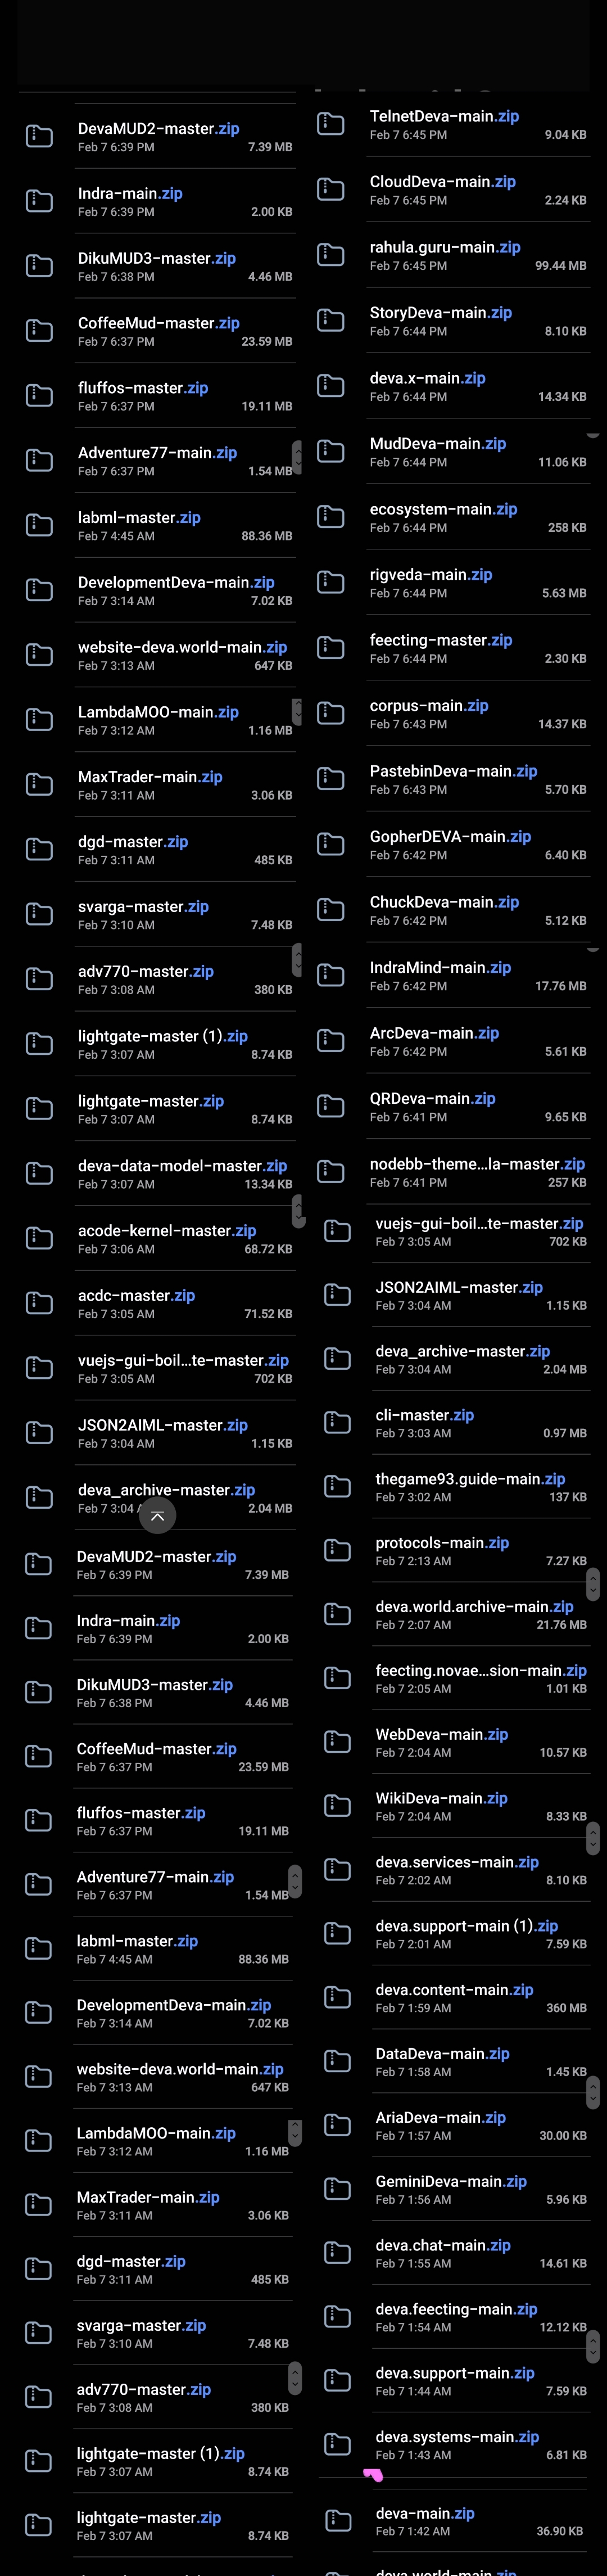 DevaMUD2-master.zip
Feb 7 6:39 PM 7.39 MB
Indra-main.zip
Feb 7 6:39 PM 2.00 KB
DikuMUD3-master.zip
Feb 7 6:38 PM 4.46 MB
CoffeeMud-master.zip
Feb 7 6:37 PM 23.59 MB
fluffos-master.zip
Feb 7 6:37 PM 19.11 MB
Adventure77-main.zip
Feb 7 6:37 PM 1.54 MB
labml-master.zip
Feb 7 4:45 AM 88.36 MB
DevelopmentDeva-main.zip
Feb 7 3:14 AM 7.02 KB
website-deva.world-main.zip
Feb 7 3:13 AM 647 KB
LambdaMOO-main.zip
Feb 7 3:12 AM 1.16 MB
MaxTrader-main.zip
Feb 7 3:11 AM 3.06 KB
dgd-master.zip
Feb 7 3:11 AM 485 KB
svarga-master.zip
Feb 7 3:10 AM 7.48 KB
adv770-master.zip
Feb 7 3:08 AM 380 KB
lightgate-master (1).zip
Feb 7 3:07 AM 8.74 KB
lightgate-master.zip
Feb 7 3:07 AM 8.74 KB
deva-data-model-master.zip
Feb 7 3:07 AM 13.34 KB
acode-kernel-master.zip
Feb 7 3:06 AM 68.72 KB
acdc-master.zip
Feb 7 3:05 AM 71.52 KB
vuejs-gui-boil...te-master.zip
Feb 7 3:05 AM 702 KB
JSON2AIML-master.zip
Feb 7 3:04 AM 1.15 KB
deva_archive-master.zip
Feb 7 3:04 2.04 MB
DevaMUD2-master.zip
Feb 7 6:39 PM 7.39 MB
Indra-main.zip
Feb 7 6:39 PM 2.00 KB
DikuMUD3-master.zip
Feb 7 6:38 PM 4.46 MB
CoffeeMud-master.zip
Feb 7 6:37 PM 23.59 MB
fluffos-master.zip
Feb 7 6:37 PM 19.11 MB
Adventure77-main.zip
Feb 7 6:37 PM 1.54 MB
labml-master.zip
Feb 7 4:45 AM 88.36 MB
DevelopmentDeva-main.zip
Feb 7 3:14 AM 7.02 KB
website-deva.world-main.zip
Feb 7 3:13 AM 647 KB
LambdaMOO-main.zip
Feb 7 3:12 AM 1.16 MB
MaxTrader-main.zip
Feb 7 3:11 AM 3.06 KB
dgd-master.zip
Feb 7 3:11 AM 485 KB
svarga-master.zip
Feb 7 3:10 AM 7.48 KB
adv770-master.zip
Feb 7 3:08 AM 380 KB
lightgate-master (1).zip
Feb 7 3:07 AM 8.74 KB
lightgate-master.zip
Feb 7 3:07 AM 8.74 KB
TelnetDeva-main.zip
Feb 7 6:45 PM 9.04 KB
CloudDeva-main.zip
Feb 7 6:45 PM 2.24 KB
rahula.guru-main.zip
Feb 7 6:45 PM 99.44 MB
StoryDeva-main.zip
Feb 7 6:44 PM 8.10 KB
deva.x-main.zip
Feb 7 6:44 PM 14.34 KB
MudDeva-main.zip
Feb 7 6:44 PM 11.06 KB
ecosystem-main.zip
Feb 7 6:44 PM 258 KB
rigveda-main.zip
Feb 7 6:44 PM 5.63 MB
feecting-master.zip
Feb 7 6:44 PM 2.30 KB
corpus-main.zip
Feb 7 6:43 PM 14.37 KB
PastebinDeva-main.zip
Feb 7 6:43 PM 5.70 KB
GopherDEVA-main.zip
Feb 7 6:42 PM 6.40 KB
ChuckDeva-main.zip
Feb 7 6:42 PM 5.12 KB
IndraMind-main.zip
Feb 7 6:42 PM 17.76 MB
ArcDeva-main.zip
Feb 7 6:42 PM 5.61 KB
QRDeva-main.zip
Feb 7 6:41 PM 9.65 KB
nodebb-theme...la-master.zip
Feb 7 6:41 PM 257 KB
vuejs-gui-boil...te-master.zip
Feb 7 3:05 AM 702 KB
JSON2AIML-master.zip
Feb 7 3:04 AM 1.15 KB
deva_archive-master.zip
Feb 7 3:04 AM 2.04 MB
cli-master.zip
Feb 7 3:03 AM 0.97 MB
thegame93.guide-main.zip
Feb 7 3:02 AM 137 KB
protocols-main.zip
Feb 7 2:13 AM 7.27 KB
deva.world.archive-main.zip
Feb 7 2:07 AM 21.76 MB
feecting.novae...sion-main.zip
Feb 7 2:05 AM 1.01 KB
WebDeva-main.zip
Feb 7 2:04 AM 10.57 KB
WikiDeva-main.zip
Feb 7 2:04 AM 8.33 KB
deva.services-main.zip
Feb 7 2:02 AM 8.10 KB
deva.support-main (1).zip
Feb 7 2:01 AM 7.59 KB
deva.content-main.zip
Feb 7 1:59 AM 360 MB
DataDeva-main.zip
Feb 7 1:58 AM 1.45 KB
AriaDeva-main.zip
Feb 7 1:57 AM 30.00 KB
GeminiDeva-main.zip
Feb 7 1:56 AM 5.96 KB
deva.chat-main.zip
Feb 7 1:55 AM 14.61 KB
deva.feecting-main.zip
Feb 7 1:54 AM 12.12 KB
deva.support-main.zip
Feb 7 1:44 AM 7.59 KB
deva.systems-main.zip
Feb 7 1:43 AM 6.81 KB
deva-main.zip
Feb 7 1:42 AM 36.90 KB